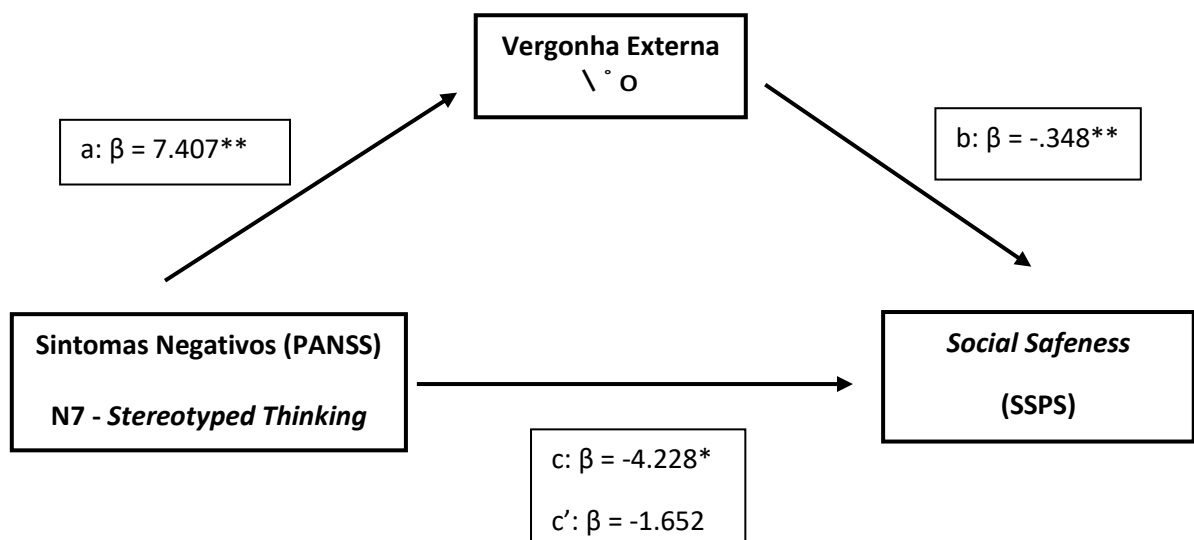 Vergonha Externa
a: β = 7.407**
b: β = -.348**
Sintomas Negativos (PANSS)
N7 - Stereotyped Thinking
Social Safeness
(SSPS)
c: β = -4.228*
c’: β = -1.652